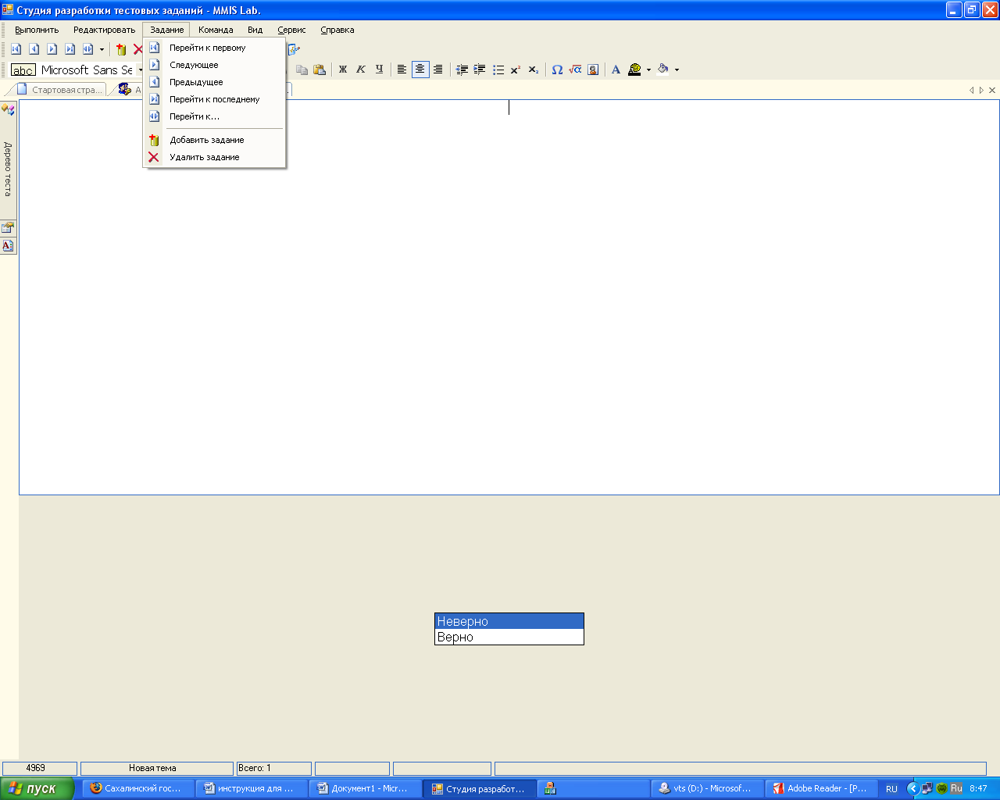 Студия разработки тестовых заданий - MMIS Lab.
Выполнить Редактировать Задание Команда Вид Сервис Справка
Перейти к первому
Следующее
Предыдущее
Перейти к последнему
Перейти к...
Добавить задание
Удалить задание
abc Microsoft Sans Se
Ж К Ч
Стартовая стра...
Дерево теста
Неверно
Верно
4969 Новая тема Всего: 1
пуск Сахалинский гос... инструкция для ... Документ1 - Micr... Студия разработ... vts (D:) - Microsof... Adobe Reader - [P... RU Ru 8:47